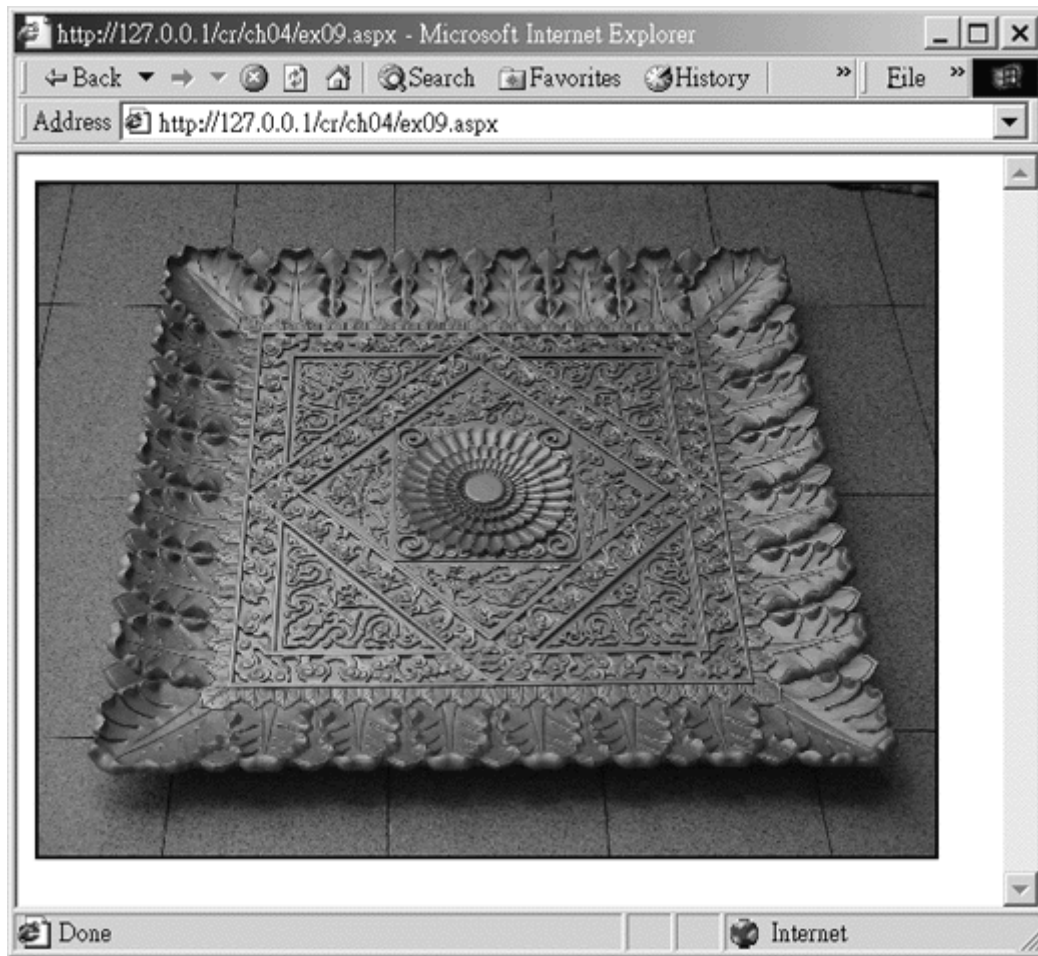 http://127.0.0.1/cr/ch04/ex09.aspx - Microsoft Internet Explorer
Back Search Favorites History » File »
Address http://127.0.0.1/cr/ch04/ex09.aspx
Done Internet